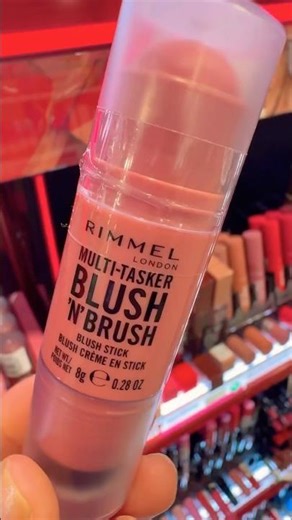 RIMMEL
LONDON
MULTI-TASKER
BLUSH
'N'BRUSH
BLUSH STICK
BLUSH CRÈME EN STICK
NET WT./
POIDS NET 8g ℮ 0.28 OZ